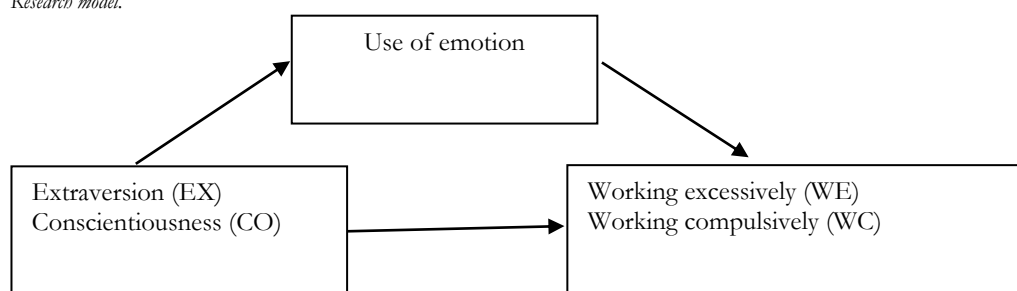 Research model.
Use of emotion
Extraversion (EX)
Conscientiousness (CO)
Working excessively (WE)
Working compulsively (WC)